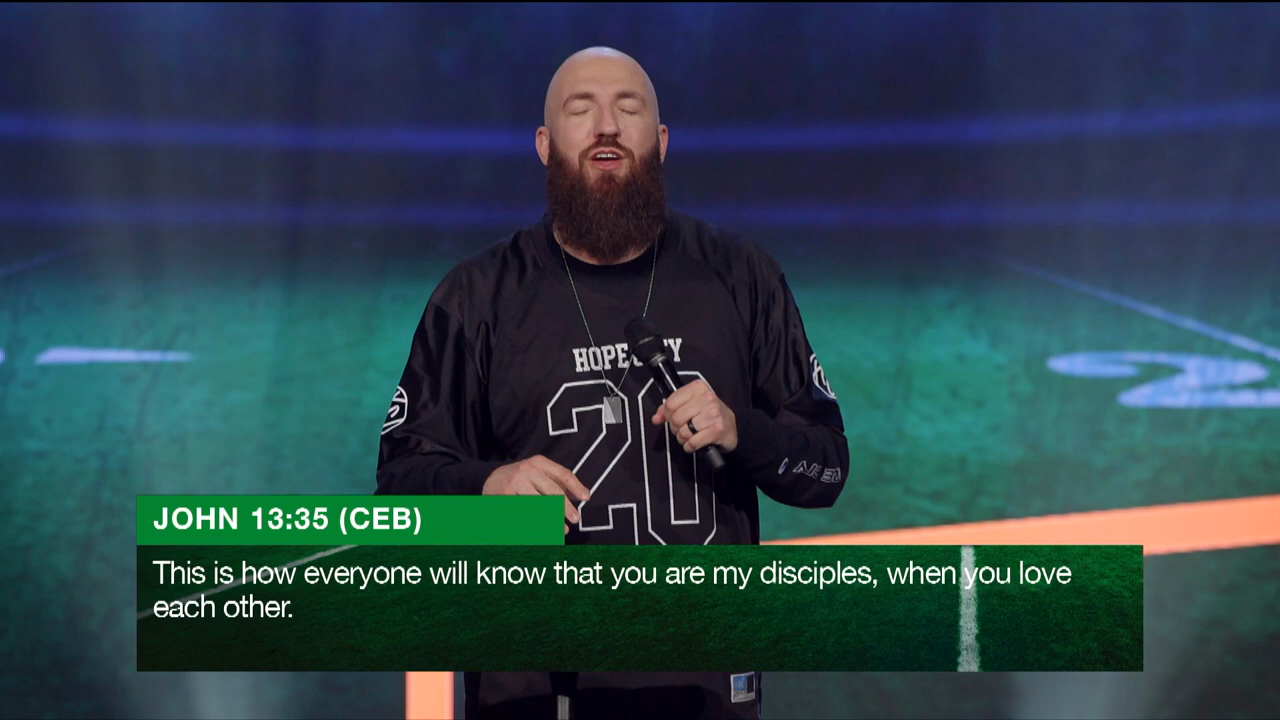 HOPE
20
2
JOHN 13:35 (CEB)
This is how everyone will know that you are my disciples, when you love
each other.